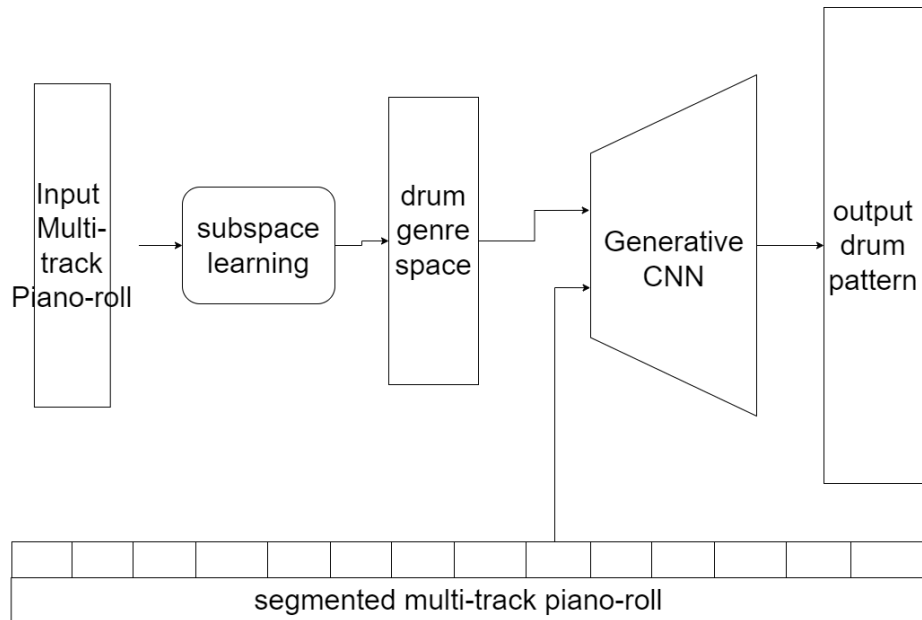 Input
Multi-
track
Piano-roll
subspace
learning
drum
genre
space
Generative
CNN
output
drum
pattern
segmented multi-track piano-roll